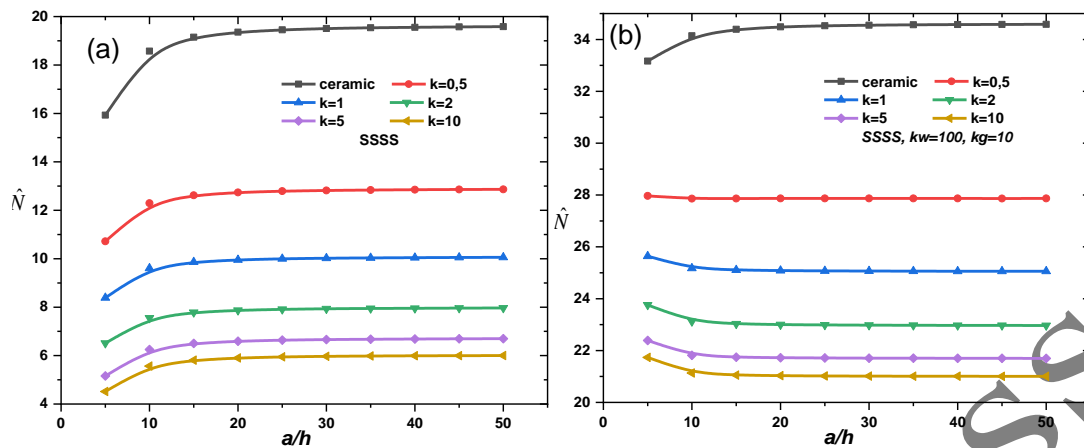 (a)
20
18
16
14
12
10
8
6
4
N̂
ceramic k=0,5
k=1 k=2
k=5 k=10
SSSS
0 10 20 30 40 50
a/h
(b)
34
32
30
28
26
24
22
20
N̂
ceramic k=0,5
k=1 k=2
k=5 k=10
SSSS, kw=100, kg=10
0 10 20 30 40 50
a/h
SS